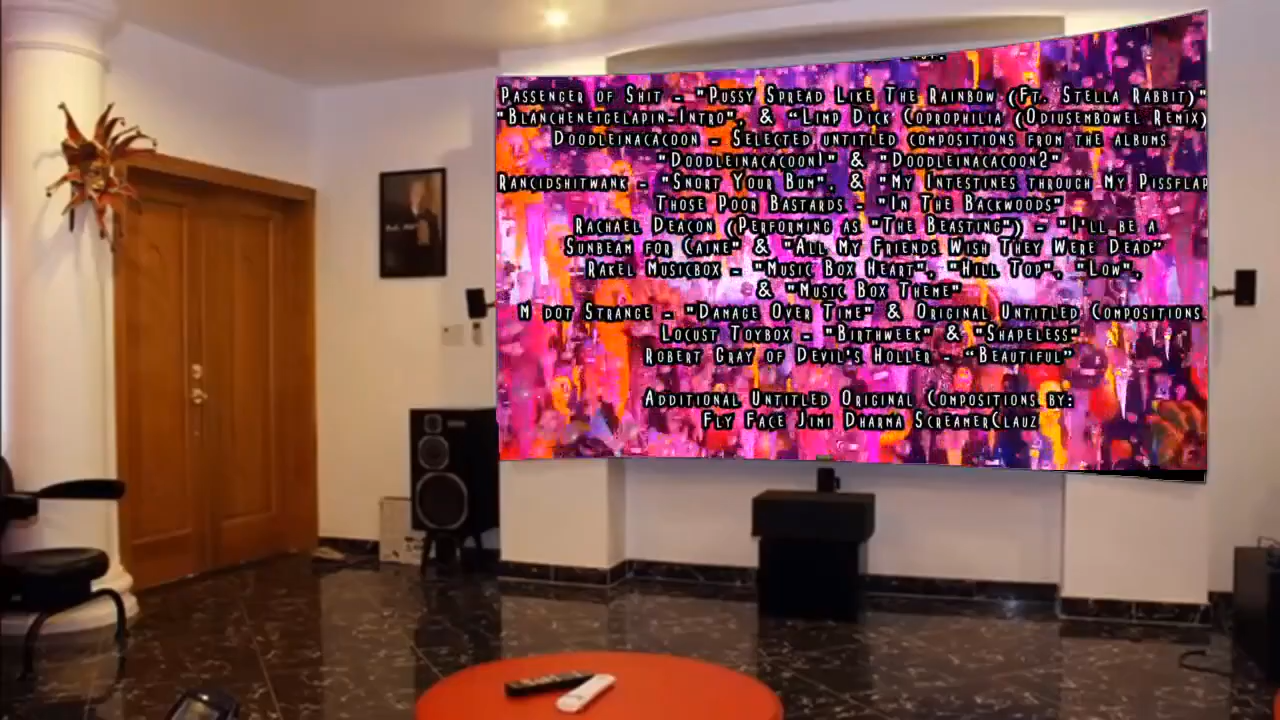 Passenger of Shit - "Pussy Spread Like The Rainbow (Ft. Stella Rabbit)"
"Blancheneigelapin-Intro", & "Limp Dick Coprophilia (Odiusembowel Remix)
Doodleinacacoon - Selected untitled compositions from the albums
"Doodleinacacoon1" & "Doodleinacacoon2"
Rancidshitwank - "Snort Your Bum", & "My Intestines through My Pissflap
Those Poor Bastards - "In The Backwoods"
Rachael Deacon (Performing as "The Beasting") - "I'll be a
Sunbeam for Caine" & "All My Friends Wish They Were Dead"
Rakel Musicbox - "Music Box Heart", "Hill Top", "Low",
& "Music Box Theme"
M dot Strange - "Damage Over Time" & Original Untitled Compositions
Locust Toybox - "Birthweek" & "Shapeless"
Robert Gray of Devil's Holler - "Beautiful"
Additional Untitled Original Compositions by:
Fly Face Jimi Dharma ScreamerClauz